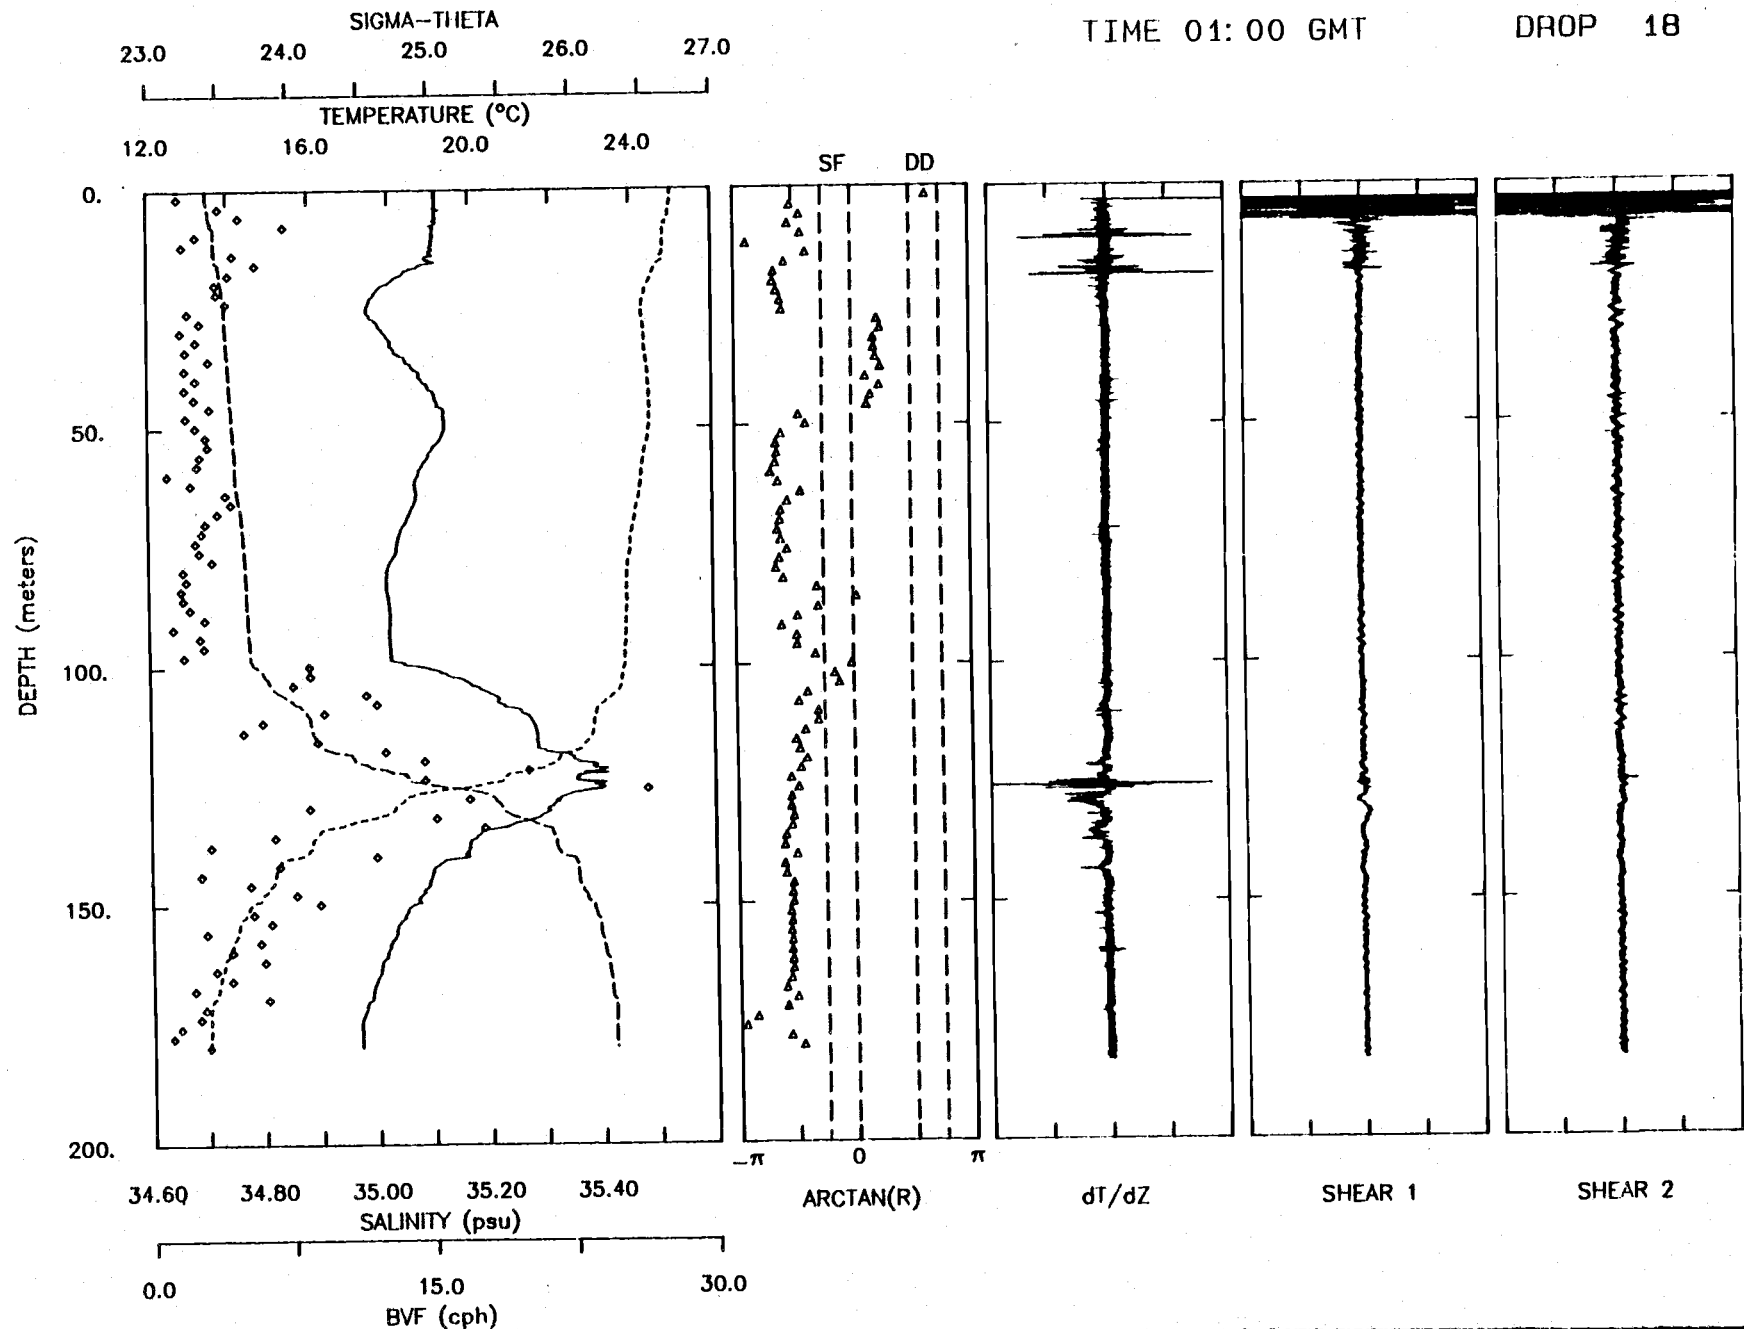 SIGMA-THETA
23.0 24.0 25.0 26.0 27.0
TIME 01:00 GMT DROP 18
TEMPERATURE (°C)
12.0 16.0 20.0 24.0
SF DD
0.
50.
100.
150.
200.
DEPTH (meters)
-π 0 π
34.60 34.80 35.00 35.20 35.40
SALINITY (psu)
ARCTAN(R) dT/dZ SHEAR 1 SHEAR 2
0.0 15.0 30.0
BVF (cph)